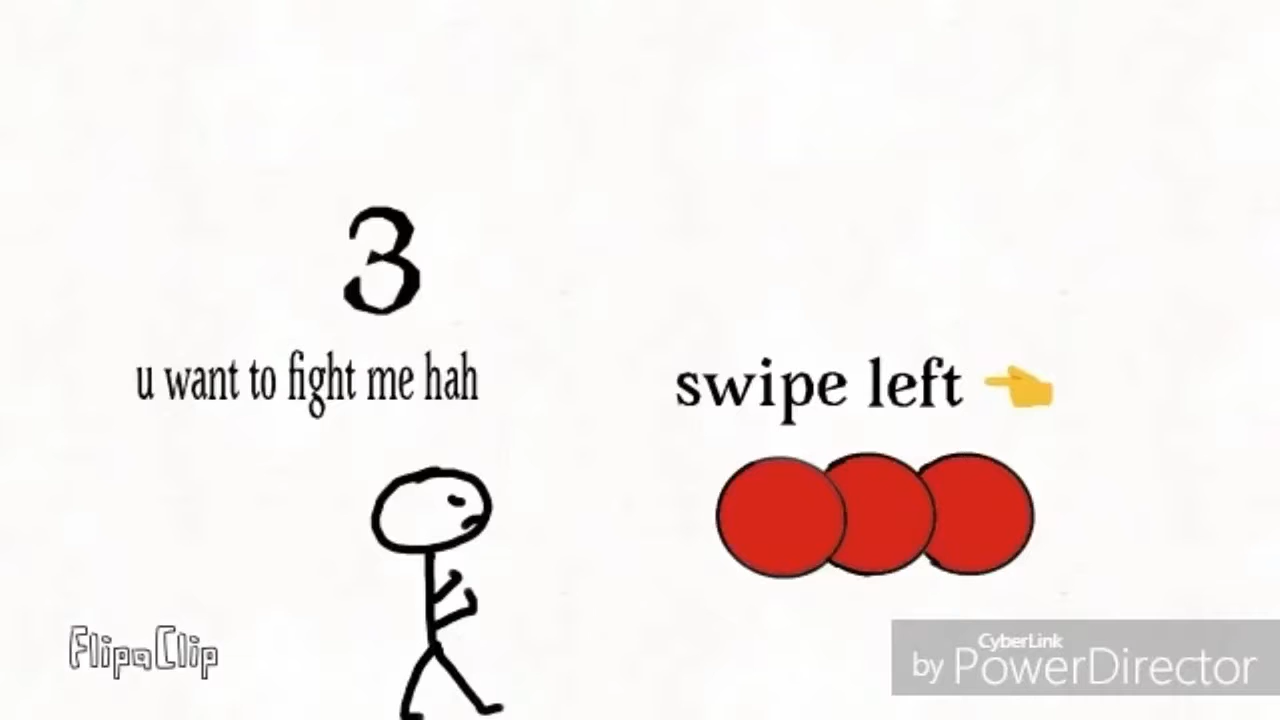 3
u want to fight me hah
swipe left 👈
FlipaClip
CyberLink
by PowerDirector